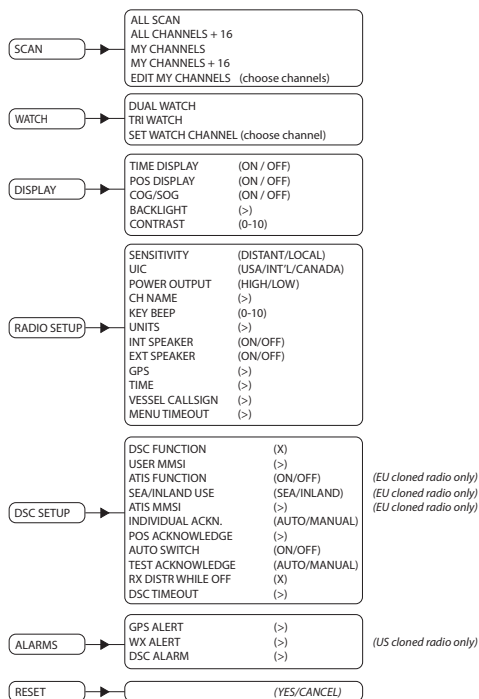 SCAN
ALL SCAN
ALL CHANNELS + 16
MY CHANNELS
MY CHANNELS + 16
EDIT MY CHANNELS (choose channels)
WATCH
DUAL WATCH
TRI WATCH
SET WATCH CHANNEL (choose channel)
DISPLAY
TIME DISPLAY (ON / OFF)
POS DISPLAY (ON / OFF)
COG/SOG (ON / OFF)
BACKLIGHT (>)
CONTRAST (0-10)
RADIO SETUP
SENSITIVITY (DISTANT/LOCAL)
UIC (USA/INT'L/CANADA)
POWER OUTPUT (HIGH/LOW)
CH NAME (>)
KEY BEEP (0-10)
UNITS (>)
INT SPEAKER (ON/OFF)
EXT SPEAKER (ON/OFF)
GPS (>)
TIME (>)
VESSEL CALLSIGN (>)
MENU TIMEOUT (>)
DSC SETUP
DSC FUNCTION (X)
USER MMSI (>)
ATIS FUNCTION (ON/OFF) (EU cloned radio only)
SEA/INLAND USE (SEA/INLAND) (EU cloned radio only)
ATIS MMSI (>) (EU cloned radio only)
INDIVIDUAL ACKN. (AUTO/MANUAL)
POS ACKNOWLEDGE (>)
AUTO SWITCH (ON/OFF)
TEST ACKNOWLEDGE (AUTO/MANUAL)
RX DISTR WHILE OFF (X)
DSC TIMEOUT (>)
ALARMS
GPS ALERT (>)
WX ALERT (>) (US cloned radio only)
DSC ALARM (>)
RESET
(YES/CANCEL)